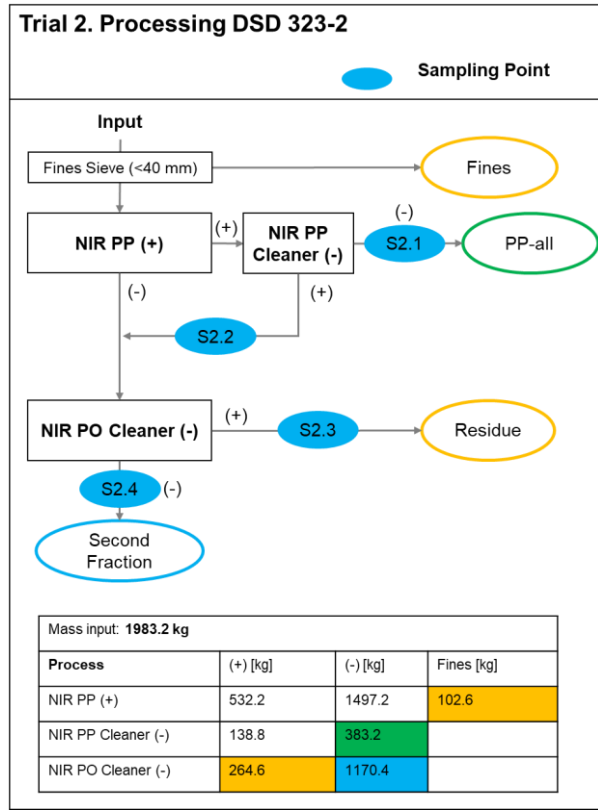 Trial 2. Processing DSD 323-2
Sampling Point
Input
Fines Sieve (<40 mm)
Fines
NIR PP (+)
(+)
NIR PP
Cleaner (-)
(-)
S2.1
PP-all
(-)
(+)
S2.2
NIR PO Cleaner (-)
(+)
S2.3
Residue
S2.4
(-)
Second
Fraction
Mass input: 1983.2 kg
Process (+) [kg] (-) [kg] Fines [kg]
NIR PP (+) 532.2 1497.2 102.6
NIR PP Cleaner (-) 138.8 383.2
NIR PO Cleaner (-) 264.6 1170.4